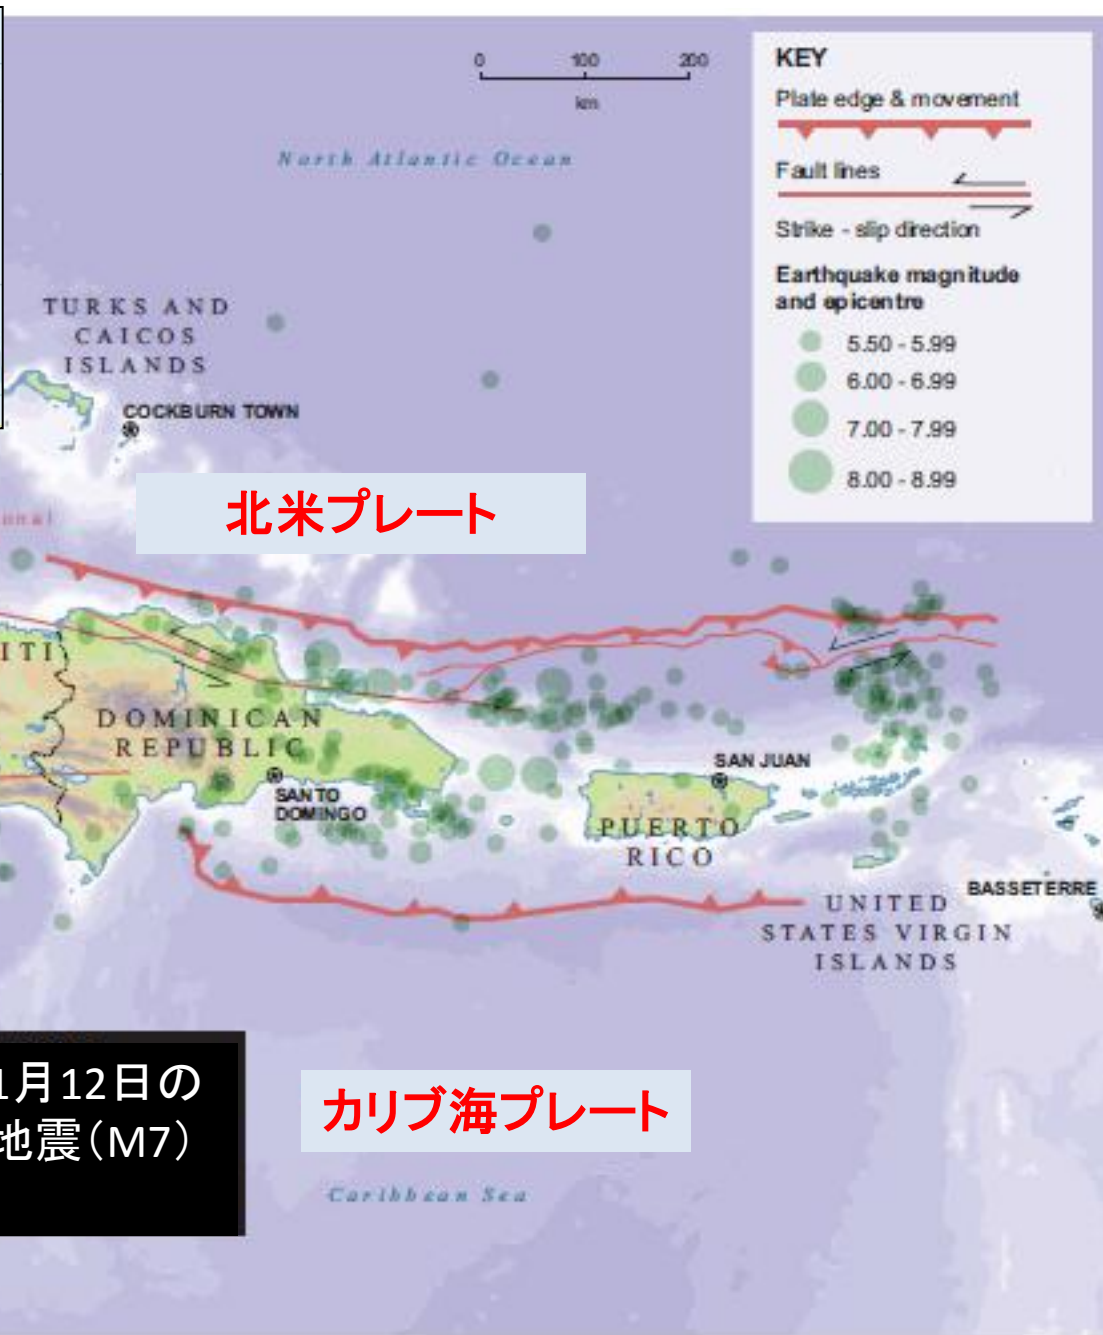 0 100 200
km
KEY
Plate edge & movement
Fault lines
Strike - slip direction
Earthquake magnitude
and epicentre
5.50 - 5.99
6.00 - 6.99
7.00 - 7.99
8.00 - 8.99
North Atlantic Ocean
TURKS AND
CAICOS
ISLANDS
COCKBURN TOWN
北米プレート
onal
ITI
DOMINICAN
REPUBLIC
SANTO
DOMINGO
SAN JUAN
PUERTO
RICO
BASSETERRE
UNITED
STATES VIRGIN
ISLANDS
1月12日の
地震（M7）
カリブ海プレート
Caribbean Sea